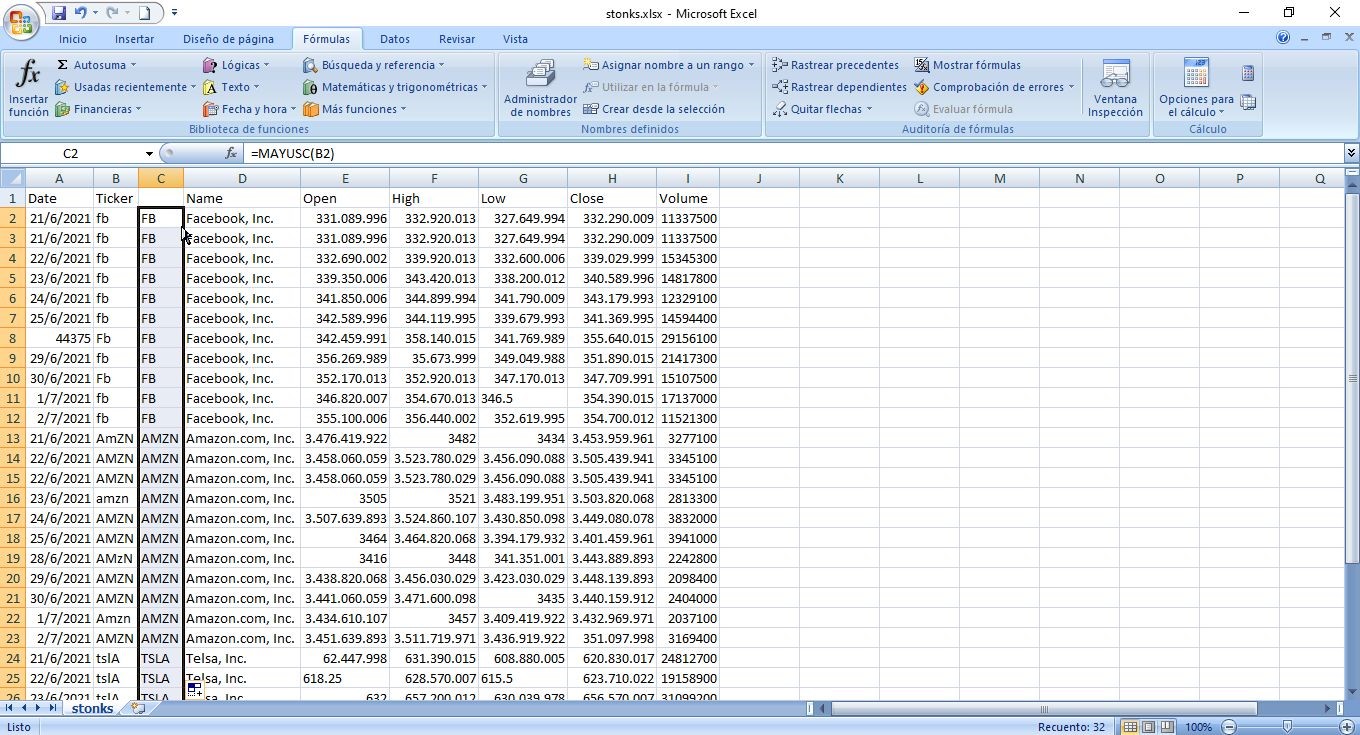 stonks.xlsx - Microsoft Excel
Inicio Insertar Diseño de página Fórmulas Datos Revisar Vista
Insertar función
Autosuma
Usadas recientemente
Financieras
Lógicas
Texto
Fecha y hora
Búsqueda y referencia
Matemáticas y trigonométricas
Más funciones
Biblioteca de funciones
Administrador de nombres
Asignar nombre a un rango
Utilizar en la fórmula
Crear desde la selección
Nombres definidos
Rastrear precedentes
Rastrear dependientes
Quitar flechas
Mostrar fórmulas
Comprobación de errores
Evaluar fórmula
Auditoría de fórmulas
Ventana Inspección
Opciones para el cálculo
Cálculo
C2 fx =MAYUSC(B2)
A B C D E F G H I J K L M N O P Q
1 Date Ticker Name Open High Low Close Volume
2 21/6/2021 fb FB Facebook, Inc. 331.089.996 332.920.013 327.649.994 332.290.009 11337500
3 21/6/2021 fb FB Facebook, Inc. 331.089.996 332.920.013 327.649.994 332.290.009 11337500
4 22/6/2021 fb FB Facebook, Inc. 332.690.002 339.920.013 332.600.006 339.029.999 15345300
5 23/6/2021 fb FB Facebook, Inc. 339.350.006 343.420.013 338.200.012 340.589.996 14817800
6 24/6/2021 fb FB Facebook, Inc. 341.850.006 344.899.994 341.790.009 343.179.993 12329100
7 25/6/2021 fb FB Facebook, Inc. 342.589.996 344.119.995 339.679.993 341.369.995 14594400
8 44375 Fb FB Facebook, Inc. 342.459.991 358.140.015 341.769.989 355.640.015 29156100
9 29/6/2021 fb FB Facebook, Inc. 356.269.989 35.673.999 349.049.988 351.890.015 21417300
10 30/6/2021 Fb FB Facebook, Inc. 352.170.013 352.920.013 347.170.013 347.709.991 15107500
11 1/7/2021 fb FB Facebook, Inc. 346.820.007 354.670.013 346.5 354.390.015 17137000
12 2/7/2021 fb FB Facebook, Inc. 355.100.006 356.440.002 352.619.995 354.700.012 11521300
13 21/6/2021 AmZN AMZN Amazon.com, Inc. 3.476.419.922 3482 3434 3.453.959.961 3277100
14 22/6/2021 AMZN AMZN Amazon.com, Inc. 3.458.060.059 3.523.780.029 3.456.090.088 3.505.439.941 3345100
15 22/6/2021 AMZN AMZN Amazon.com, Inc. 3.458.060.059 3.523.780.029 3.456.090.088 3.505.439.941 3345100
16 23/6/2021 amzn AMZN Amazon.com, Inc. 3505 3521 3.483.199.951 3.503.820.068 2813300
17 24/6/2021 AMZN AMZN Amazon.com, Inc. 3.507.639.893 3.524.860.107 3.430.850.098 3.449.080.078 3832000
18 25/6/2021 AMZN AMZN Amazon.com, Inc. 3464 3.464.820.068 3.394.179.932 3.401.459.961 3941000
19 28/6/2021 AMzN AMZN Amazon.com, Inc. 3416 3448 341.351.001 3.443.889.893 2242800
20 29/6/2021 AMZN AMZN Amazon.com, Inc. 3.438.820.068 3.456.030.029 3.423.030.029 3.448.139.893 2098400
21 30/6/2021 AMZN AMZN Amazon.com, Inc. 3.441.060.059 3.471.600.098 3435 3.440.159.912 2404000
22 1/7/2021 Amzn AMZN Amazon.com, Inc. 3.434.610.107 3457 3.409.419.922 3.432.969.971 2037100
23 2/7/2021 AMZN AMZN Amazon.com, Inc. 3.451.639.893 3.511.719.971 3.436.919.922 351.097.998 3169400
24 21/6/2021 tslA TSLA Telsa, Inc. 62.447.998 631.390.015 608.880.005 620.830.017 24812700
25 22/6/2021 tslA TSLA Telsa, Inc. 618.25 628.570.007 615.5 623.710.022 19158900
26 23/6/2021 tslA TSLA sa, Inc. 632 657.200.012 630.039.978 656.570.007 31099200
stonks
Listo Recuento: 32 100%